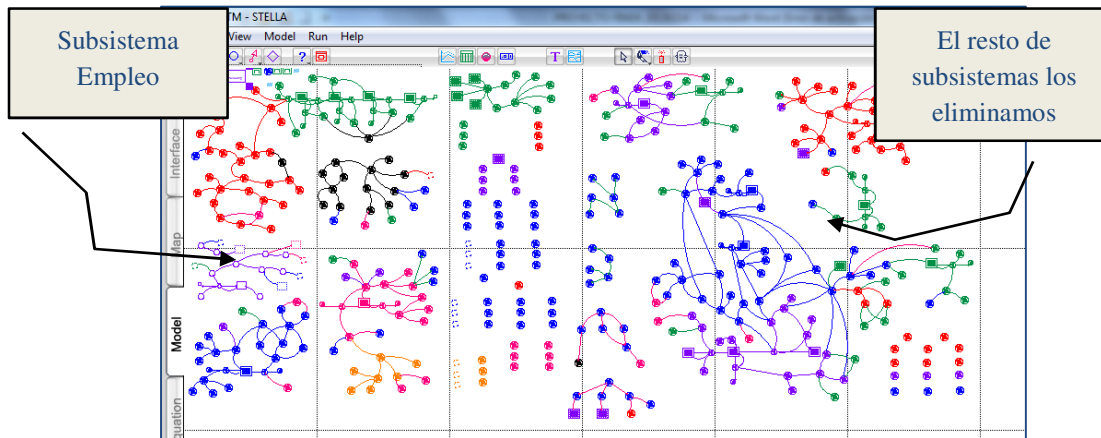 TM - STELLA
View Model Run Help
Subsistema
Empleo
El resto de
subsistemas los
eliminamos
T
?
Interface
Map
Model
quation